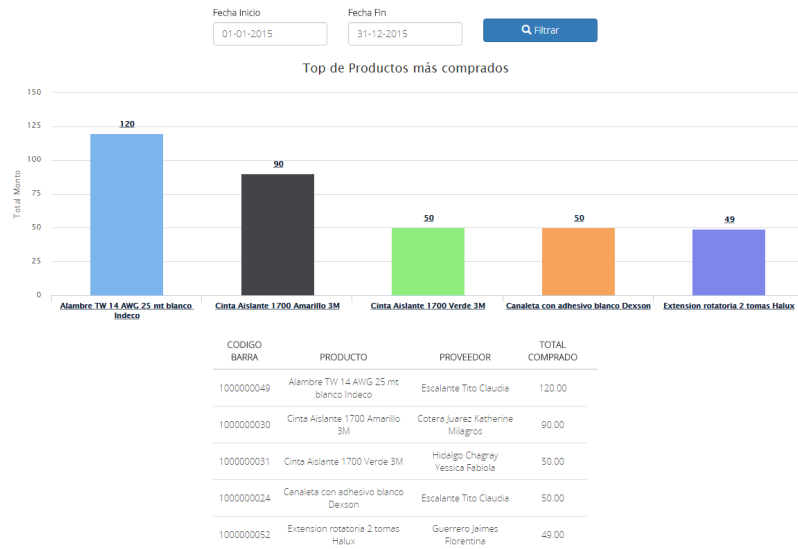 Fecha Inicio Fecha Fin
01-01-2015 31-12-2015 Filtrar
Top de Productos más comprados
Total Monto
150
125
100
75
50
25
0
120
90
50
50
49
Alambre TW 14 AWG 25 mt blanco
Indeco
Cinta Aislante 1700 Amarillo 3M
Cinta Aislante 1700 Verde 3M
Canaleta con adhesivo blanco Dexson
Extension rotatoria 2 tomas Halux
CODIGO
BARRA
PRODUCTO
PROVEEDOR
TOTAL
COMPRADO
1000000049
Alambre TW 14 AWG 25 mt
blanco Indeco
Escalante Tito Claudia
120.00
1000000030
Cinta Aislante 1700 Amarillo
3M
Cotera Juarez Katherine
Milagros
90.00
1000000031
Cinta Aislante 1700 Verde 3M
Hidalgo Chagray
Yessica Fabiola
50.00
1000000024
Canaleta con adhesivo blanco
Dexson
Escalante Tito Claudia
50.00
1000000052
Extension rotatoria 2 tomas
Halux
Guerrero Jaimes
Florentina
49.00